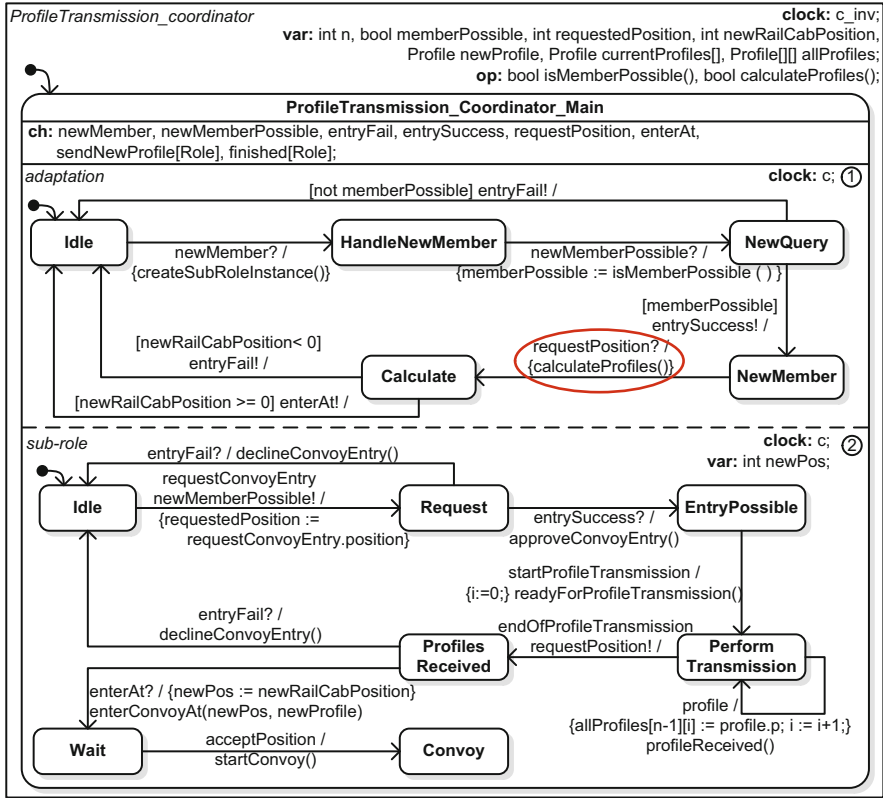 ProfileTransmission_coordinator
clock: c_inv;
var: int n, bool memberPossible, int requestedPosition, int newRailCabPosition,
Profile newProfile, Profile currentProfiles[], Profile[][] allProfiles;
op: bool isMemberPossible(), bool calculateProfiles();
ProfileTransmission_Coordinator_Main
ch: newMember, newMemberPossible, entryFail, entrySuccess, requestPosition, enterAt,
sendNewProfile[Role], finished[Role];
adaptation
clock: c; 1
[not memberPossible] entryFail! /
Idle
HandleNewMember
NewQuery
newMember? /
{createSubRoleInstance()}
newMemberPossible? /
{memberPossible := isMemberPossible ( ) }
[memberPossible]
entrySuccess! /
[newRailCabPosition< 0]
entryFail! /
requestPosition? /
{calculateProfiles()}
Calculate
NewMember
[newRailCabPosition >= 0] enterAt! /
sub-role
clock: c; 2
var: int newPos;
entryFail? / declineConvoyEntry()
Idle
requestConvoyEntry
newMemberPossible! /
{requestedPosition :=
requestConvoyEntry.position}
Request
EntryPossible
entrySuccess? /
approveConvoyEntry()
startProfileTransmission /
{i:=0;} readyForProfileTransmission()
entryFail? /
declineConvoyEntry()
Profiles
Received
endOfProfileTransmission
requestPosition! /
Perform
Transmission
enterAt? / {newPos := newRailCabPosition}
enterConvoyAt(newPos, newProfile)
profile /
{allProfiles[n-1][i] := profile.p; i := i+1;}
profileReceived()
Wait
acceptPosition /
startConvoy()
Convoy